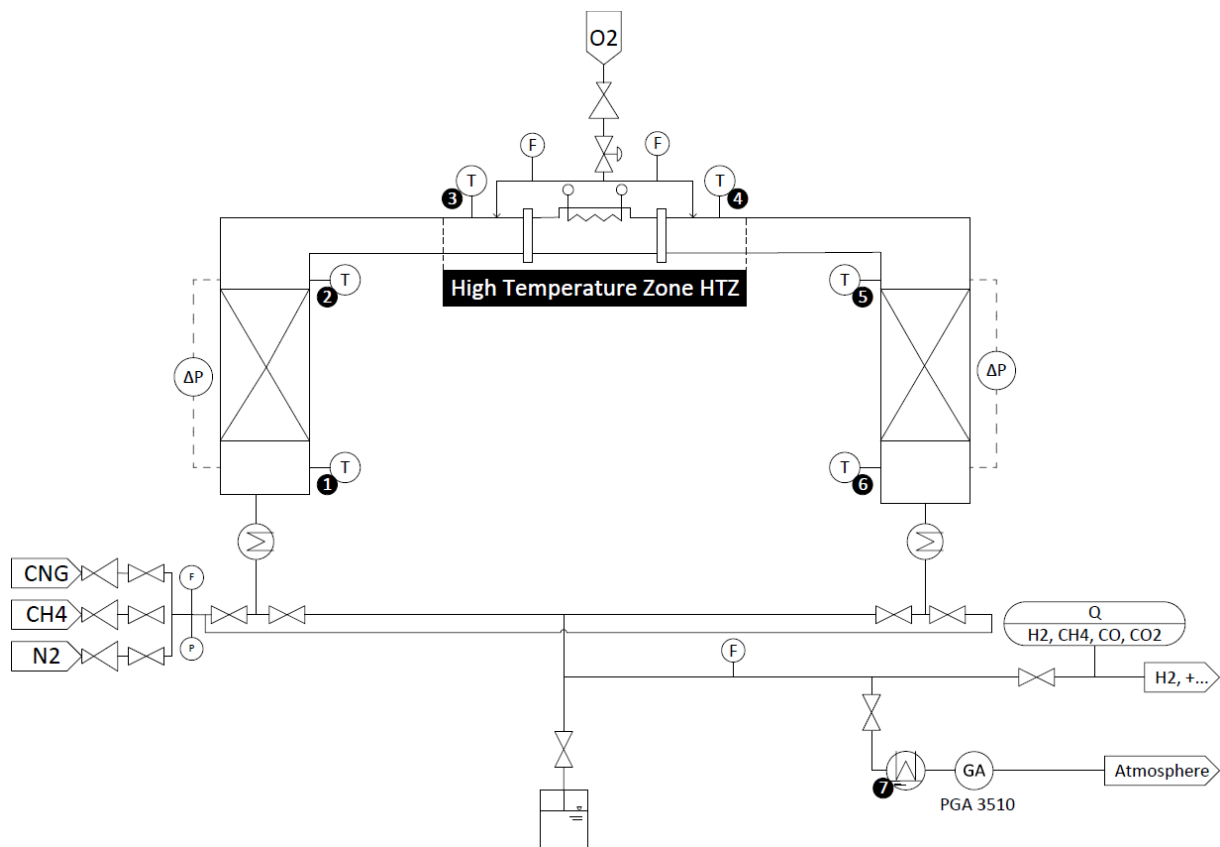 O2
F
F
T
3
T
4
High Temperature Zone HTZ
T
2
T
5
ΔP
ΔP
T
1
T
6
CNG
F
CH4
Q
H2, CH4, CO, CO2
N2
P
F
H2, +...
GA
7
Atmosphere
PGA 3510